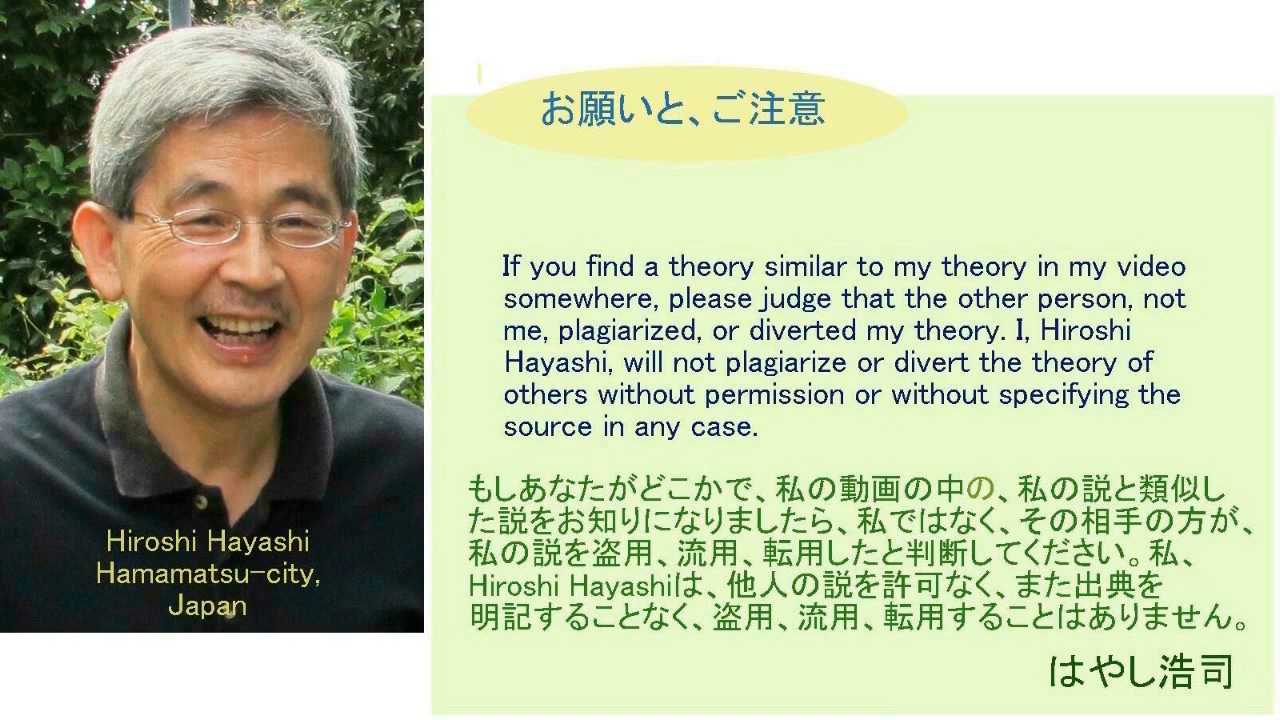 お願いと、ご注意
If you find a theory similar to my theory in my video
somewhere, please judge that the other person, not
me, plagiarized, or diverted my theory. I, Hiroshi
Hayashi, will not plagiarize or divert the theory of
others without permission or without specifying the
source in any case.
もしあなたがどこかで、私の動画の中の、私の説と類似し
た説をお知りになりましたら、私ではなく、その相手の方が、
私の説を盗用、流用、転用したと判断してください。私、
Hiroshi Hayashiは、他人の説を許可なく、また出典を
明記することなく、盗用、流用、転用することはありません。
はやし浩司
Hiroshi Hayashi
Hamamatsu-city,
Japan